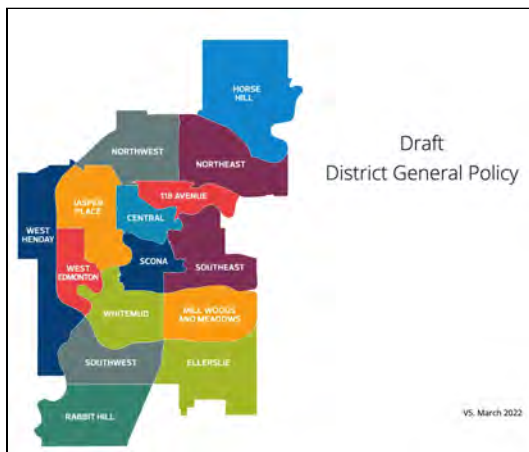 HORSE
HILL
Draft
District General Policy
NORTHWEST
NORTHEAST
118 AVENUE
JASPER
PLACE
CENTRAL
WEST
HENDAY
SCONA
WEST
EDMONTON
SOUTHEAST
WHITEMUD
MILL WOODS
AND MEADOWS
SOUTHWEST
ELLERSLIE
RABBIT HILL
V5. March 2022